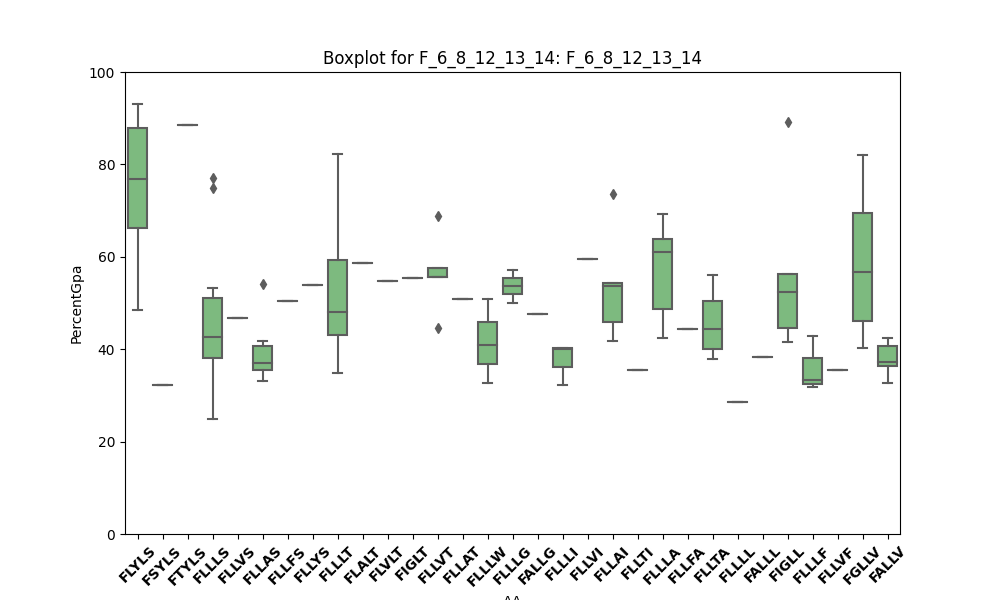 Boxplot for F_6_8_12_13_14: F_6_8_12_13_14
100
80
60
40
20
0
PercentGpa
FLYLS FSYLS FTYLS FLLLS FLLVS FLLAS FLLFS FLLYS FLLLT FLALT FLVLT FIGLT FLLVT FLLAT FLLLW FLLLG FALLG FLLLI FLLVI FLLAI FLLTI FLLLA FLLFA FLLTA FLLLL FALLL FIGLL FLLLF FLLVF FGLLV FALLV